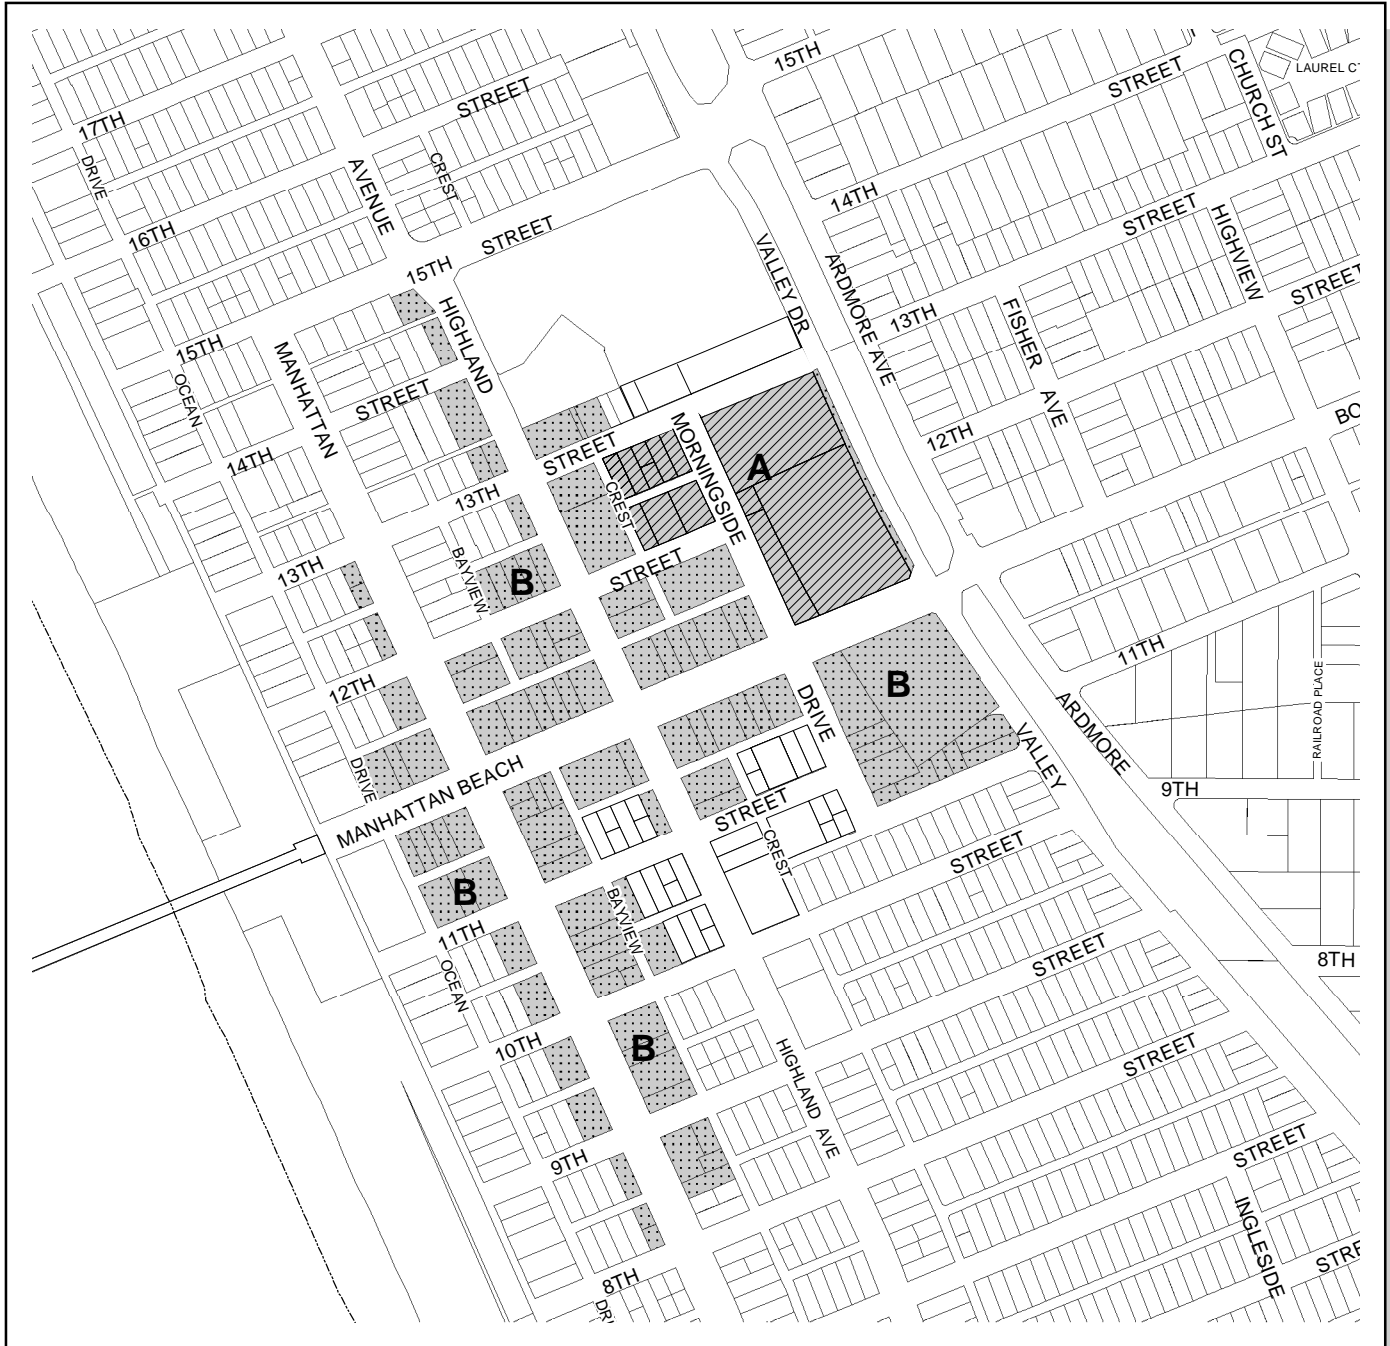 15TH
STREET
CHURCH ST
LAUREL CT
17TH
STREET
DRIVE
AVENUE
CREST
14TH
STREET
HIGHVIEW
16TH
STREET
15TH
VALLEY DR
ARDMORE AVE
13TH
STREET
HIGHLAND
FISHER
AVE
15TH
OCEAN
MANHATTAN
STREET
14TH
12TH
BO
STREET
MORNINGSIDE
A
13TH
CREST
BAYVIEW
B
STREET
13TH
11TH
12TH
B
DRIVE
ARDMORE
RAILROAD PLACE
VALLEY
DRIVE
MANHATTAN BEACH
9TH
STREET
CREST
STREET
B
BAYVIEW
11TH
OCEAN
STREET
8TH
10TH
B
HIGHLAND AVE
STREET
9TH
STREET
INGLESIDE
STRE
8TH
DRI